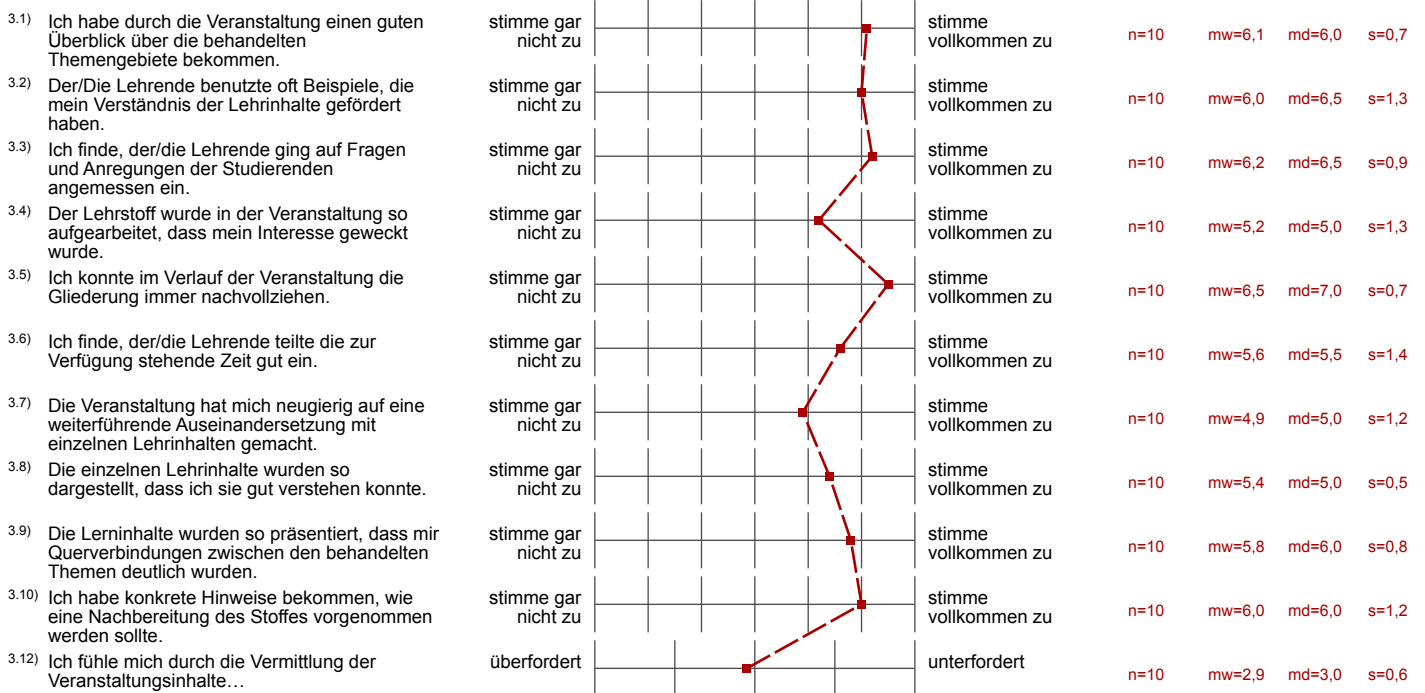 3.1) Ich habe durch die Veranstaltung einen guten Überblick über die behandelten Themengebiete bekommen. stimme gar nicht zu stimme vollkommen zu n=10 mw=6,1 md=6,0 s=0,7
3.2) Der/Die Lehrende benutzte oft Beispiele, die mein Verständnis der Lehrinhalte gefördert haben. stimme gar nicht zu stimme vollkommen zu n=10 mw=6,0 md=6,5 s=1,3
3.3) Ich finde, der/die Lehrende ging auf Fragen und Anregungen der Studierenden angemessen ein. stimme gar nicht zu stimme vollkommen zu n=10 mw=6,2 md=6,5 s=0,9
3.4) Der Lehrstoff wurde in der Veranstaltung so aufgearbeitet, dass mein Interesse geweckt wurde. stimme gar nicht zu stimme vollkommen zu n=10 mw=5,2 md=5,0 s=1,3
3.5) Ich konnte im Verlauf der Veranstaltung die Gliederung immer nachvollziehen. stimme gar nicht zu stimme vollkommen zu n=10 mw=6,5 md=7,0 s=0,7
3.6) Ich finde, der/die Lehrende teilte die zur Verfügung stehende Zeit gut ein. stimme gar nicht zu stimme vollkommen zu n=10 mw=5,6 md=5,5 s=1,4
3.7) Die Veranstaltung hat mich neugierig auf eine weiterführende Auseinandersetzung mit einzelnen Lehrinhalten gemacht. stimme gar nicht zu stimme vollkommen zu n=10 mw=4,9 md=5,0 s=1,2
3.8) Die einzelnen Lehrinhalte wurden so dargestellt, dass ich sie gut verstehen konnte. stimme gar nicht zu stimme vollkommen zu n=10 mw=5,4 md=5,0 s=0,5
3.9) Die Lerninhalte wurden so präsentiert, dass mir Querverbindungen zwischen den behandelten Themen deutlich wurden. stimme gar nicht zu stimme vollkommen zu n=10 mw=5,8 md=6,0 s=0,8
3.10) Ich habe konkrete Hinweise bekommen, wie eine Nachbereitung des Stoffes vorgenommen werden sollte. stimme gar nicht zu stimme vollkommen zu n=10 mw=6,0 md=6,0 s=1,2
3.12) Ich fühle mich durch die Vermittlung der Veranstaltungsinhalte… überfordert unterfordert n=10 mw=2,9 md=3,0 s=0,6